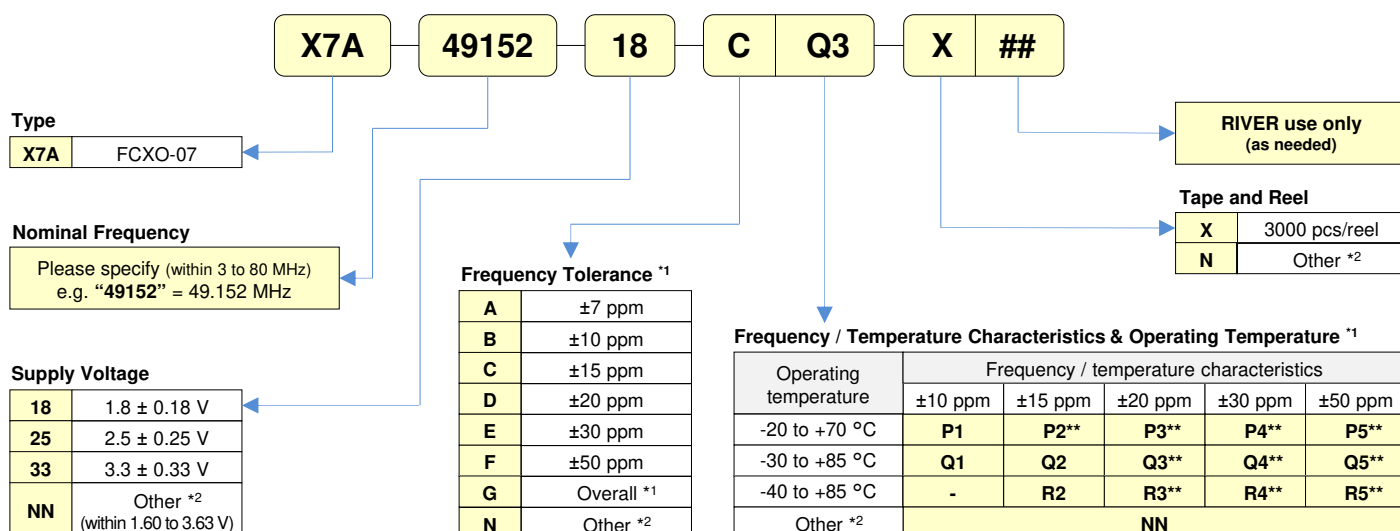 X7A 49152 18 C Q3 X ##
Type
X7A FCXO-07
Nominal Frequency
Please specify (within 3 to 80 MHz)
e.g. “49152” = 49.152 MHz
Supply Voltage
18 1.8 ± 0.18 V
25 2.5 ± 0.25 V
33 3.3 ± 0.33 V
NN Other *2
(within 1.60 to 3.63 V)
Frequency Tolerance *1
A ±7 ppm
B ±10 ppm
C ±15 ppm
D ±20 ppm
E ±30 ppm
F ±50 ppm
G Overall *1
N Other *2
RIVER use only
(as needed)
Tape and Reel
X 3000 pcs/reel
N Other *2
Frequency / Temperature Characteristics & Operating Temperature *1
Operating temperature
Frequency / temperature characteristics
±10 ppm ±15 ppm ±20 ppm ±30 ppm ±50 ppm
-20 to +70 °C P1 P2** P3** P4** P5**
-30 to +85 °C Q1 Q2 Q3** Q4** Q5**
-40 to +85 °C - R2 R3** R4** R5**
Other *2 NN